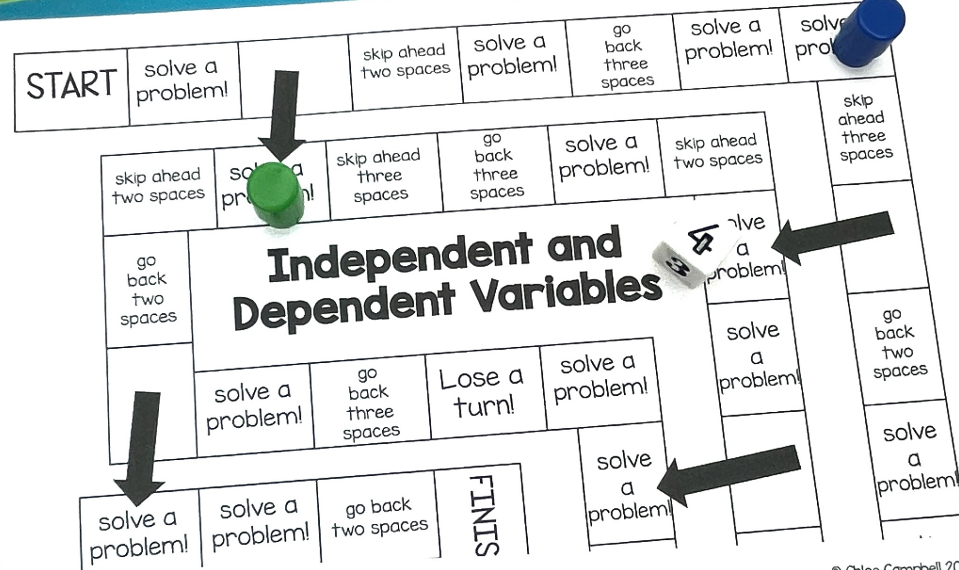 START
solve a
problem!
skip ahead
two spaces
solve a
problem!
go
back
three
spaces
solve a
problem!
skip
ahead
three
spaces
go
back
two
spaces
solve
a
problem!
skip ahead
two spaces
skip ahead
three
spaces
go
back
three
spaces
solve a
problem!
skip ahead
two spaces
a
problem!
solve
a
problem!
4
3
go
back
two
spaces
Independent and
Dependent Variables
solve a
problem!
go
back
three
spaces
Lose a
turn!
solve a
problem!
solve
a
problem!
solve a
problem!
solve a
problem!
go back
two spaces
FINIS